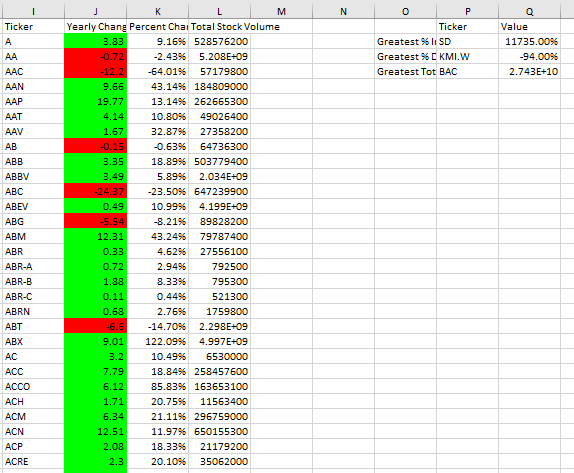 I J K L M N O P Q
Ticker Yearly Chang Percent Chai Total Stock Volume Ticker Value
A 3.83 9.16% 528576200 Greatest % I SD 11735.00%
AA -0.72 -2.43% 5.208E+09 Greatest % D KMI.W -94.00%
AAC -12.2 -64.01% 57179800 Greatest Tot BAC 2.743E+10
AAN 9.66 43.14% 184809000
AAP 19.77 13.14% 262665300
AAT 4.14 10.80% 49026400
AAV 1.67 32.87% 27358200
AB -0.15 -0.63% 64736300
ABB 3.35 18.89% 503779400
ABBV 3.49 5.89% 2.034E+09
ABC -24.37 -23.50% 647239900
ABEV 0.49 10.99% 4.199E+09
ABG -5.54 -8.21% 89828200
ABM 12.31 43.24% 79787400
ABR 0.33 4.62% 27556100
ABR-A 0.72 2.94% 792500
ABR-B 1.88 8.33% 795300
ABR-C 0.11 0.44% 521300
ABRN 0.68 2.76% 1759800
ABT -6.6 -14.70% 2.298E+09
ABX 9.01 122.09% 4.997E+09
AC 3.2 10.49% 6530000
ACC 7.79 18.84% 258457600
ACCO 6.12 85.83% 163653100
ACH 1.71 20.75% 11563400
ACM 6.34 21.11% 296759000
ACN 12.51 11.97% 650155300
ACP 2.08 18.33% 21179200
ACRE 2.3 20.10% 35062000